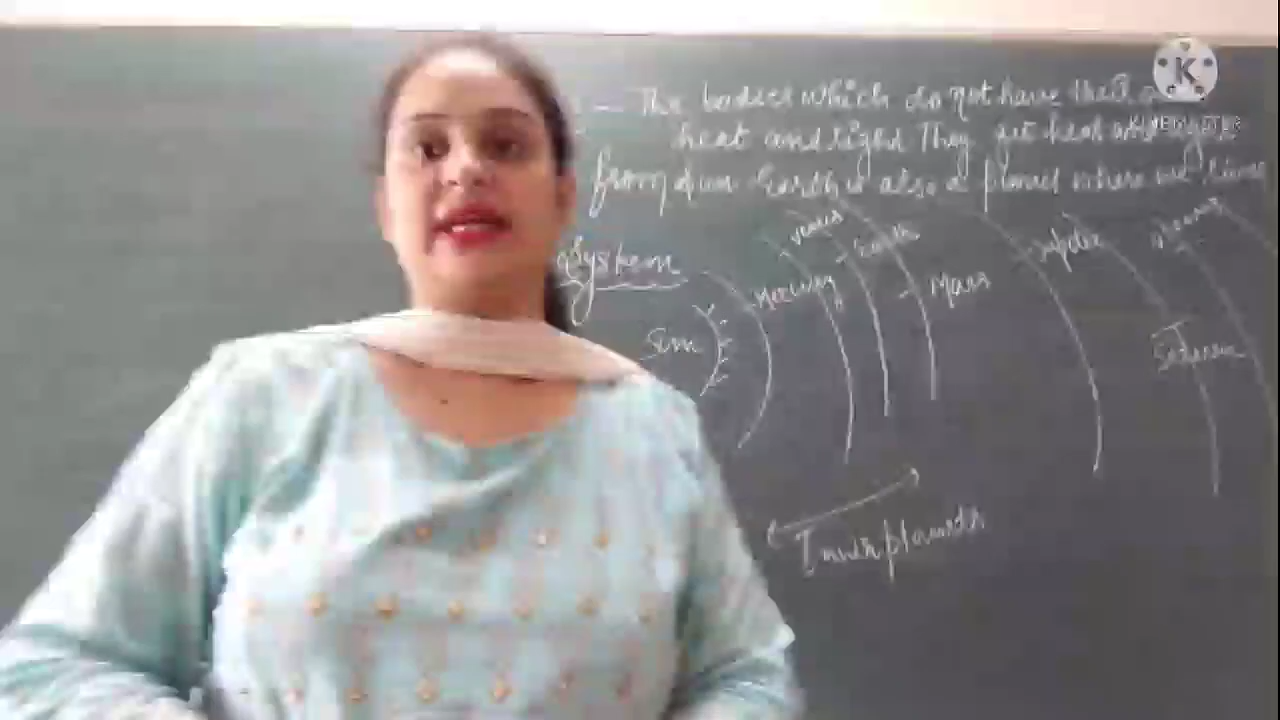 — The bodies which do not have their o
heat and light They get heat and light
from sun. Earth is also a planet where we live
K
KINEMASTER
System
Sun
Mercury
Venus
Earth
Mars
Jupiter
Saturn
Inner planets